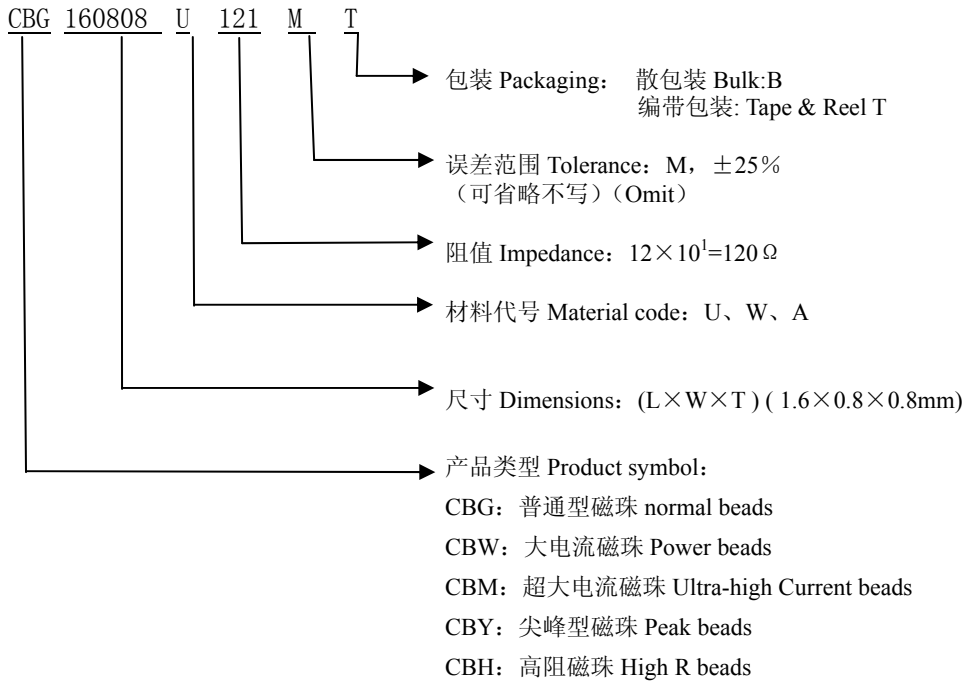 CBG 160808 U 121 M T
包装 Packaging： 散包装 Bulk:B
编带包装: Tape & Reel T
误差范围 Tolerance：M，±25％
（可省略不写）（Omit）
阻值 Impedance：12×10¹=120Ω
材料代号 Material code：U、W、A
尺寸 Dimensions：(L×W×T ) ( 1.6×0.8×0.8mm)
产品类型 Product symbol：
CBG：普通型磁珠 normal beads
CBW：大电流磁珠 Power beads
CBM：超大电流磁珠 Ultra-high Current beads
CBY：尖峰型磁珠 Peak beads
CBH：高阻磁珠 High R beads